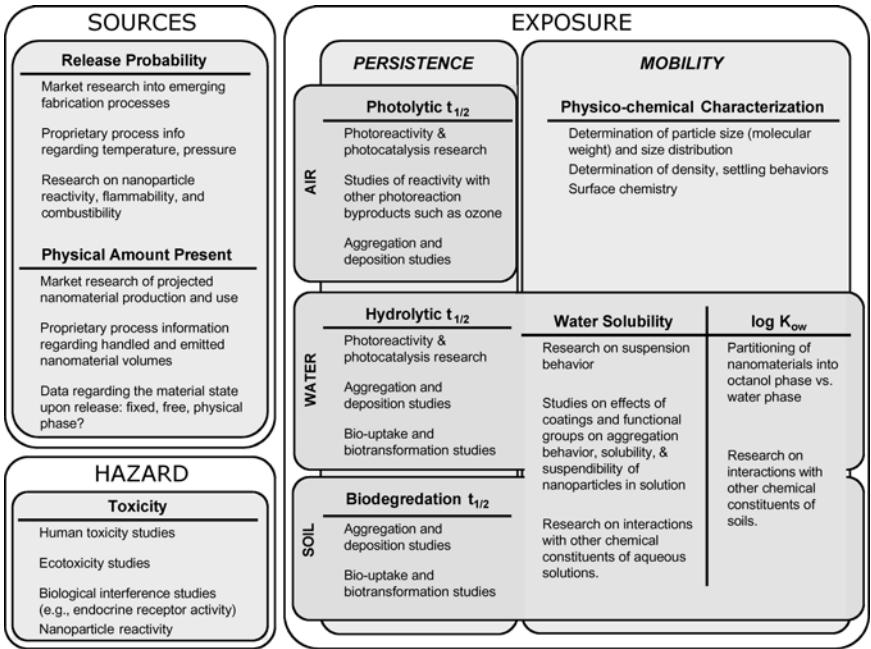 SOURCES
Release Probability
Market research into emerging
fabrication processes
Proprietary process info
regarding temperature, pressure
Research on nanoparticle
reactivity, flammability, and
combustibility
Physical Amount Present
Market research of projected
nanomaterial production and use
Proprietary process information
regarding handled and emitted
nanomaterial volumes
Data regarding the material state
upon release: fixed, free, physical
phase?
HAZARD
Toxicity
Human toxicity studies
Ecotoxicity studies
Biological interference studies
(e.g., endocrine receptor activity)
Nanoparticle reactivity
EXPOSURE
PERSISTENCE
MOBILITY
AIR
Photolytic t1/2
Photoreactivity &
photocatalysis research
Studies of reactivity with
other photoreaction
byproducts such as ozone
Aggregation and
deposition studies
Physico-chemical Characterization
Determination of particle size (molecular
weight) and size distribution
Determination of density, settling behaviors
Surface chemistry
WATER
Hydrolytic t1/2
Photoreactivity &
photocatalysis research
Aggregation and
deposition studies
Bio-uptake and
biotransformation studies
SOIL
Biodegredation t1/2
Aggregation and
deposition studies
Bio-uptake and
biotransformation studies
Water Solubility
Research on suspension
behavior
Studies on effects of
coatings and functional
groups on aggregation
behavior, solubility, &
suspendibility of
nanoparticles in solution
Research on interactions
with other chemical
constituents of aqueous
solutions.
log Kow
Partitioning of
nanomaterials into
octanol phase vs.
water phase
Research on
interactions with
other chemical
constituents of
soils.